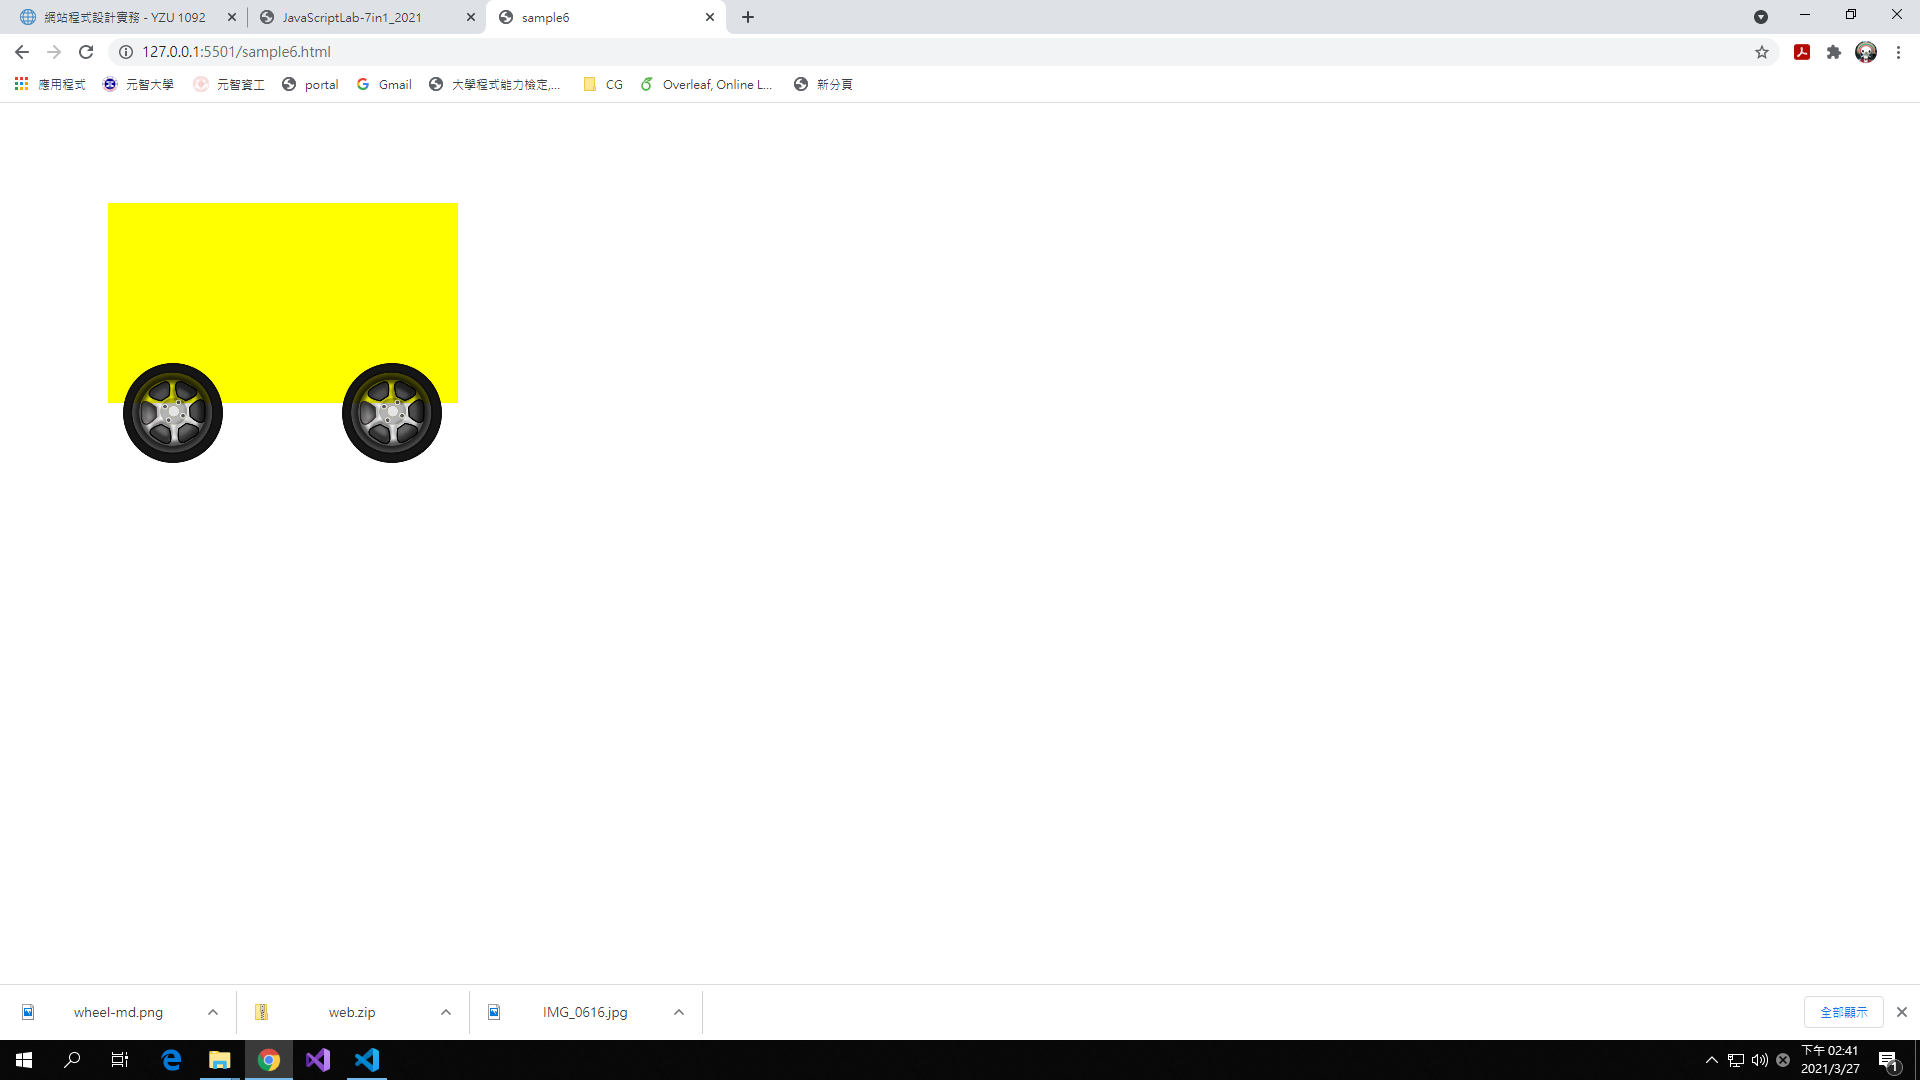 網站程式設計實務 - YZU 1092
JavaScriptLab-7in1_2021
sample6
127.0.0.1:5501/sample6.html
應用程式
元智大學
元智資工
portal
Gmail
大學程式能力檢定,...
CG
Overleaf, Online L...
新分頁
wheel-md.png
web.zip
IMG_0616.jpg
全部顯示
下午 02:41
2021/3/27
1